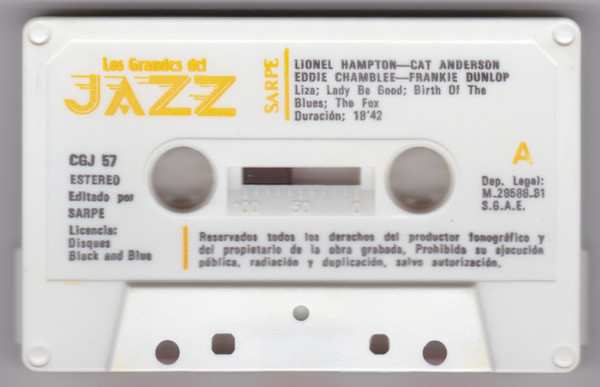 Los Grandes del
JAZZ
SARPE
LIONEL HAMPTON—CAT ANDERSON
EDDIE CHAMBLEE—FRANKIE DUNLOP
Liza; Lady Be Good; Birth Of The
Blues; The Fox
Duración; 18'42
A
CGJ 57
ESTEREO
Editado por
SARPE
Licencia:
Disques
Black and Blue
100 50 0
Dep. Legal:
M.29588.81
S.G.A.E.
Reservados todos los derechos del productor fonográfico y
del propietario de la obra grabada. Prohibida su ejecución
pública, radiación y duplicación, salvo autorización.